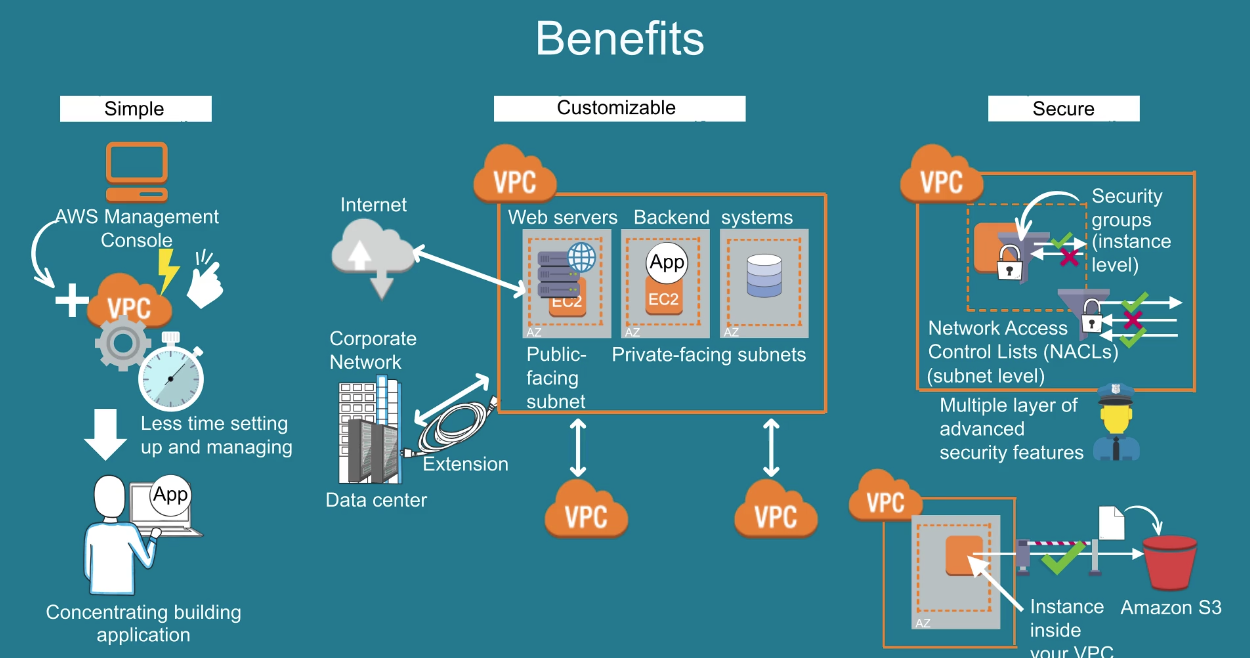 Benefits
Simple
AWS Management
Console
VPC
Less time setting
up and managing
App
Concentrating building
application
Customizable
Internet
Corporate
Network
Extension
Data center
VPC
Web servers
Backend systems
EC2
App
EC2
AZ
AZ
AZ
Public-
facing
subnet
Private-facing subnets
VPC
VPC
Secure
VPC
Security
groups
(instance
level)
Network Access
Control Lists (NACLs)
(subnet level)
Multiple layer of
advanced
security features
VPC
AZ
Instance
inside
your VPC
Amazon S3